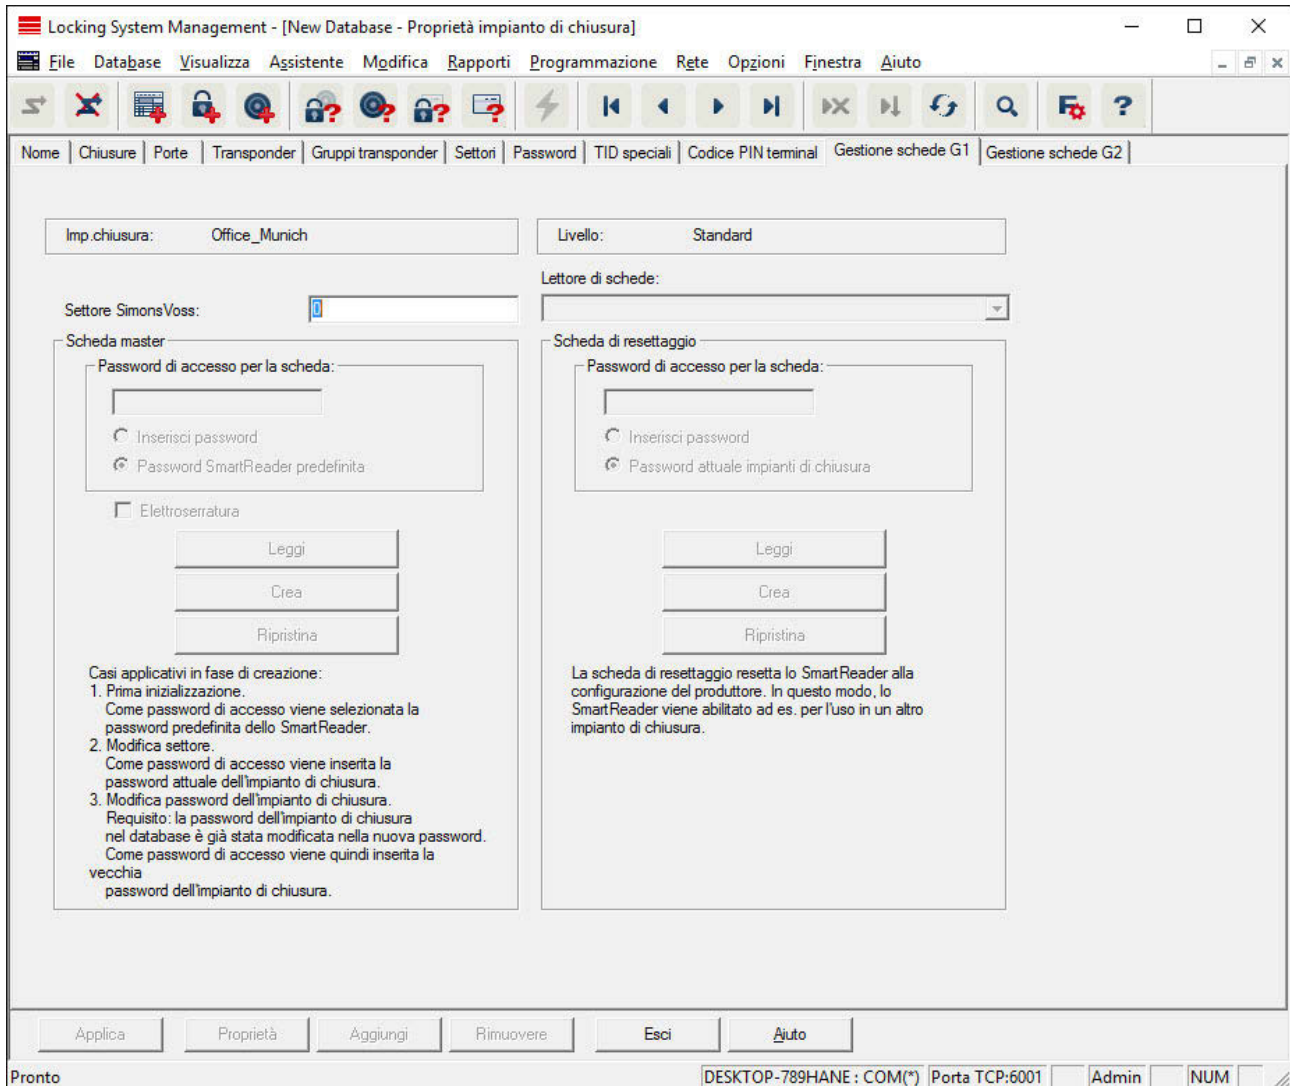 Locking System Management - [New Database - Proprietà impianto di chiusura]
File Database Visualizza Assistente Modifica Rapporti Programmazione Rete Opzioni Finestra Aiuto
Nome Chiusure Porte Transponder Gruppi transponder Settori Password TID speciali Codice PIN terminal Gestione schede G1 Gestione schede G2
Imp.chiusura: Office_Munich
Livello: Standard
Lettore di schede:
Settore SimonsVoss: 0
Scheda master
Password di accesso per la scheda:
Inserisci password
Password SmartReader predefinita
Elettroserratura
Leggi
Crea
Ripristina
Casi applicativi in fase di creazione:
1. Prima inizializzazione.
Come password di accesso viene selezionata la
password predefinita dello SmartReader.
2. Modifica settore.
Come password di accesso viene inserita la
password attuale dell'impianto di chiusura.
3. Modifica password dell'impianto di chiusura.
Requisito: la password dell'impianto di chiusura
nel database è già stata modificata nella nuova password.
Come password di accesso viene quindi inserita la
vecchia
password dell'impianto di chiusura.
Scheda di resettaggio
Password di accesso per la scheda:
Inserisci password
Password attuale impianti di chiusura
Leggi
Crea
Ripristina
La scheda di resettaggio resetta lo SmartReader alla
configurazione del produttore. In questo modo, lo
SmartReader viene abilitato ad es. per l'uso in un altro
impianto di chiusura.
Applica Proprietà Aggiungi Rimuovere Esci Aiuto
Pronto DESKTOP-789HANE : COM(*) Porta TCP:6001 Admin NUM